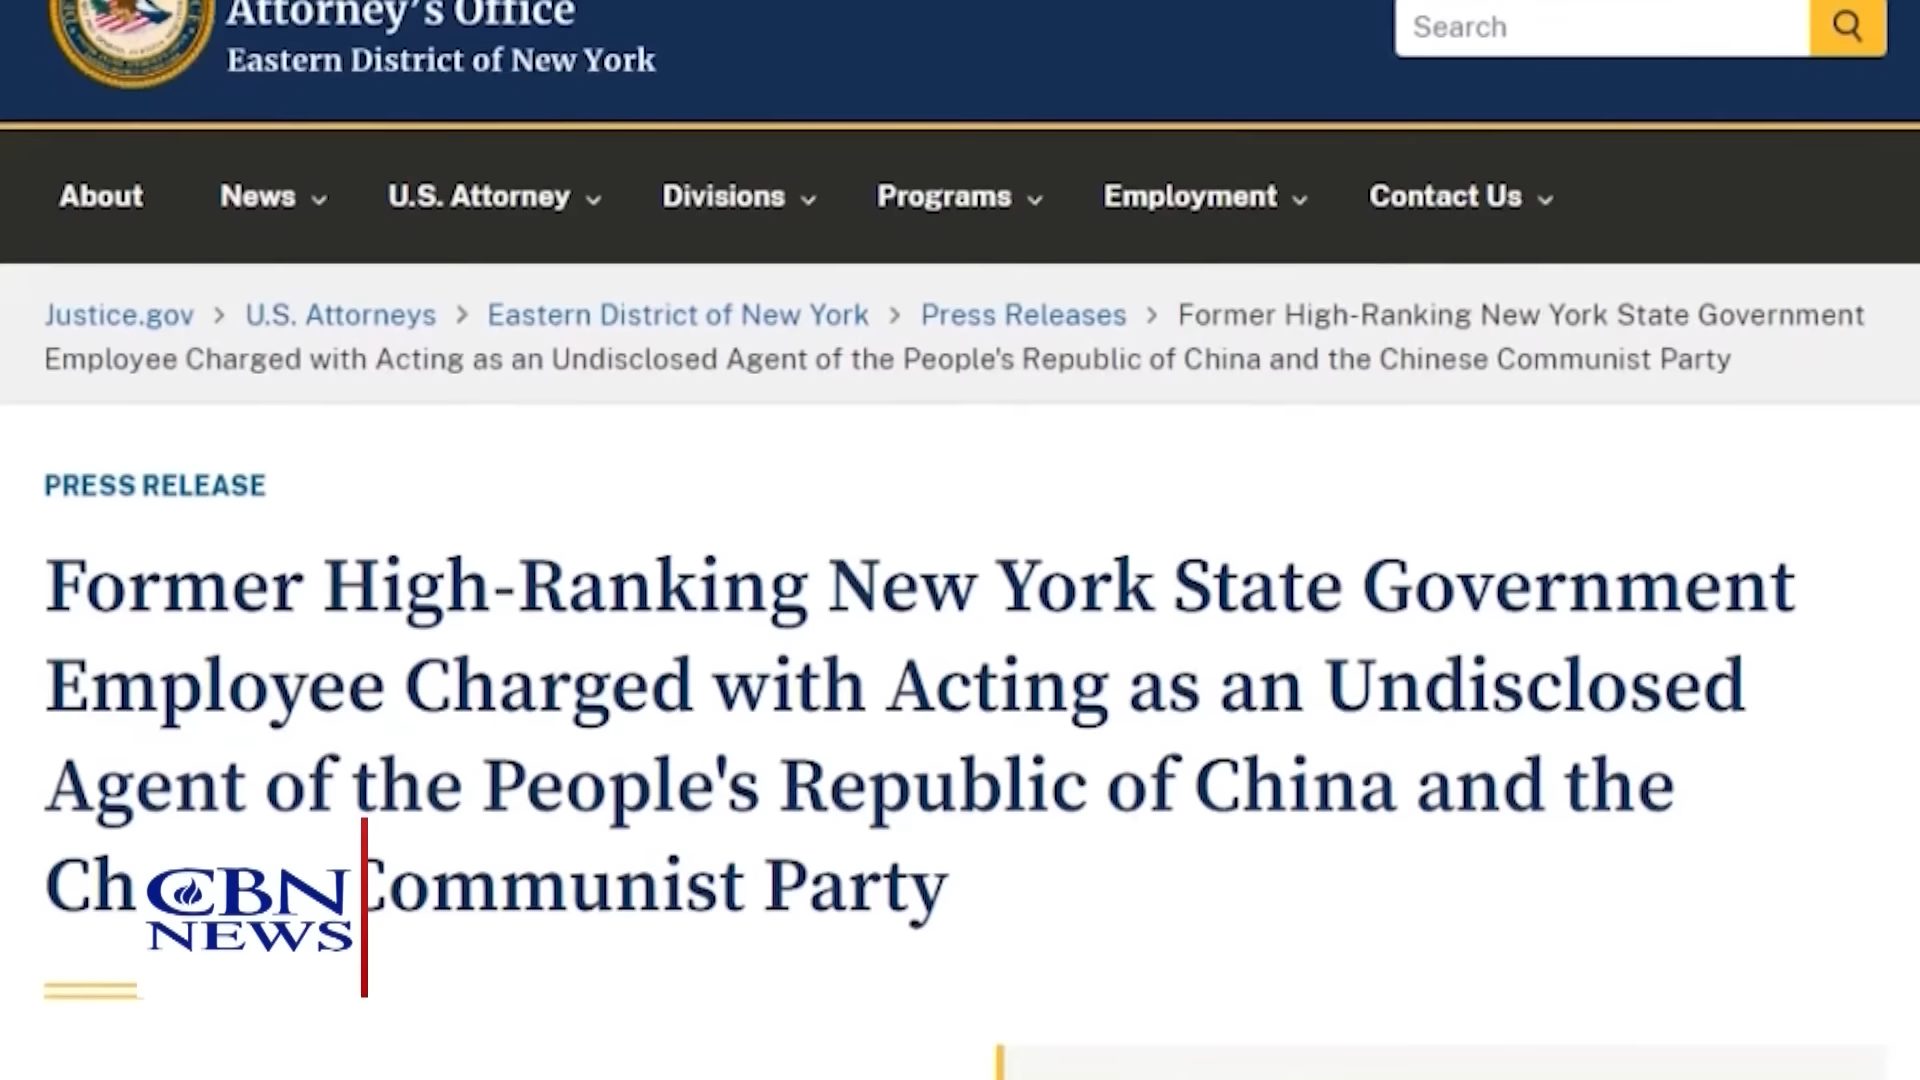 Attorney's Office
Eastern District of New York
Search
About News U.S. Attorney Divisions Programs Employment Contact Us
Justice.gov > U.S. Attorneys > Eastern District of New York > Press Releases > Former High-Ranking New York State Government
Employee Charged with Acting as an Undisclosed Agent of the People's Republic of China and the Chinese Communist Party
PRESS RELEASE
Former High-Ranking New York State Government
Employee Charged with Acting as an Undisclosed
Agent of the People's Republic of China and the
Ch Communist Party
CBN
NEWS